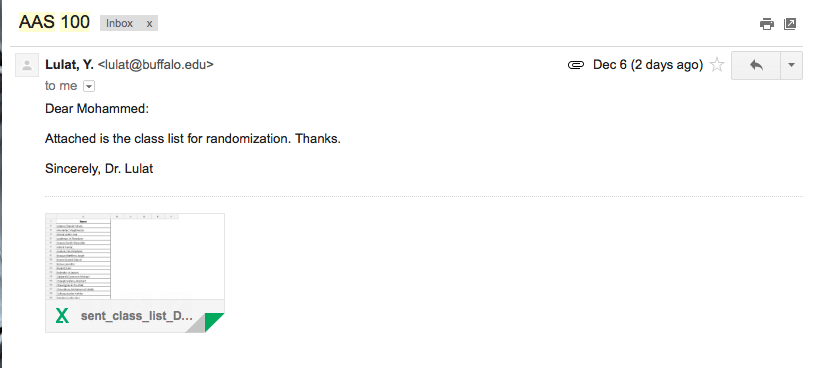 AAS 100 Inbox x
Lulat, Y. <lulat@buffalo.edu> Dec 6 (2 days ago)
to me
Dear Mohammed:
Attached is the class list for randomization. Thanks.
Sincerely, Dr. Lulat
sent_class_list_D...